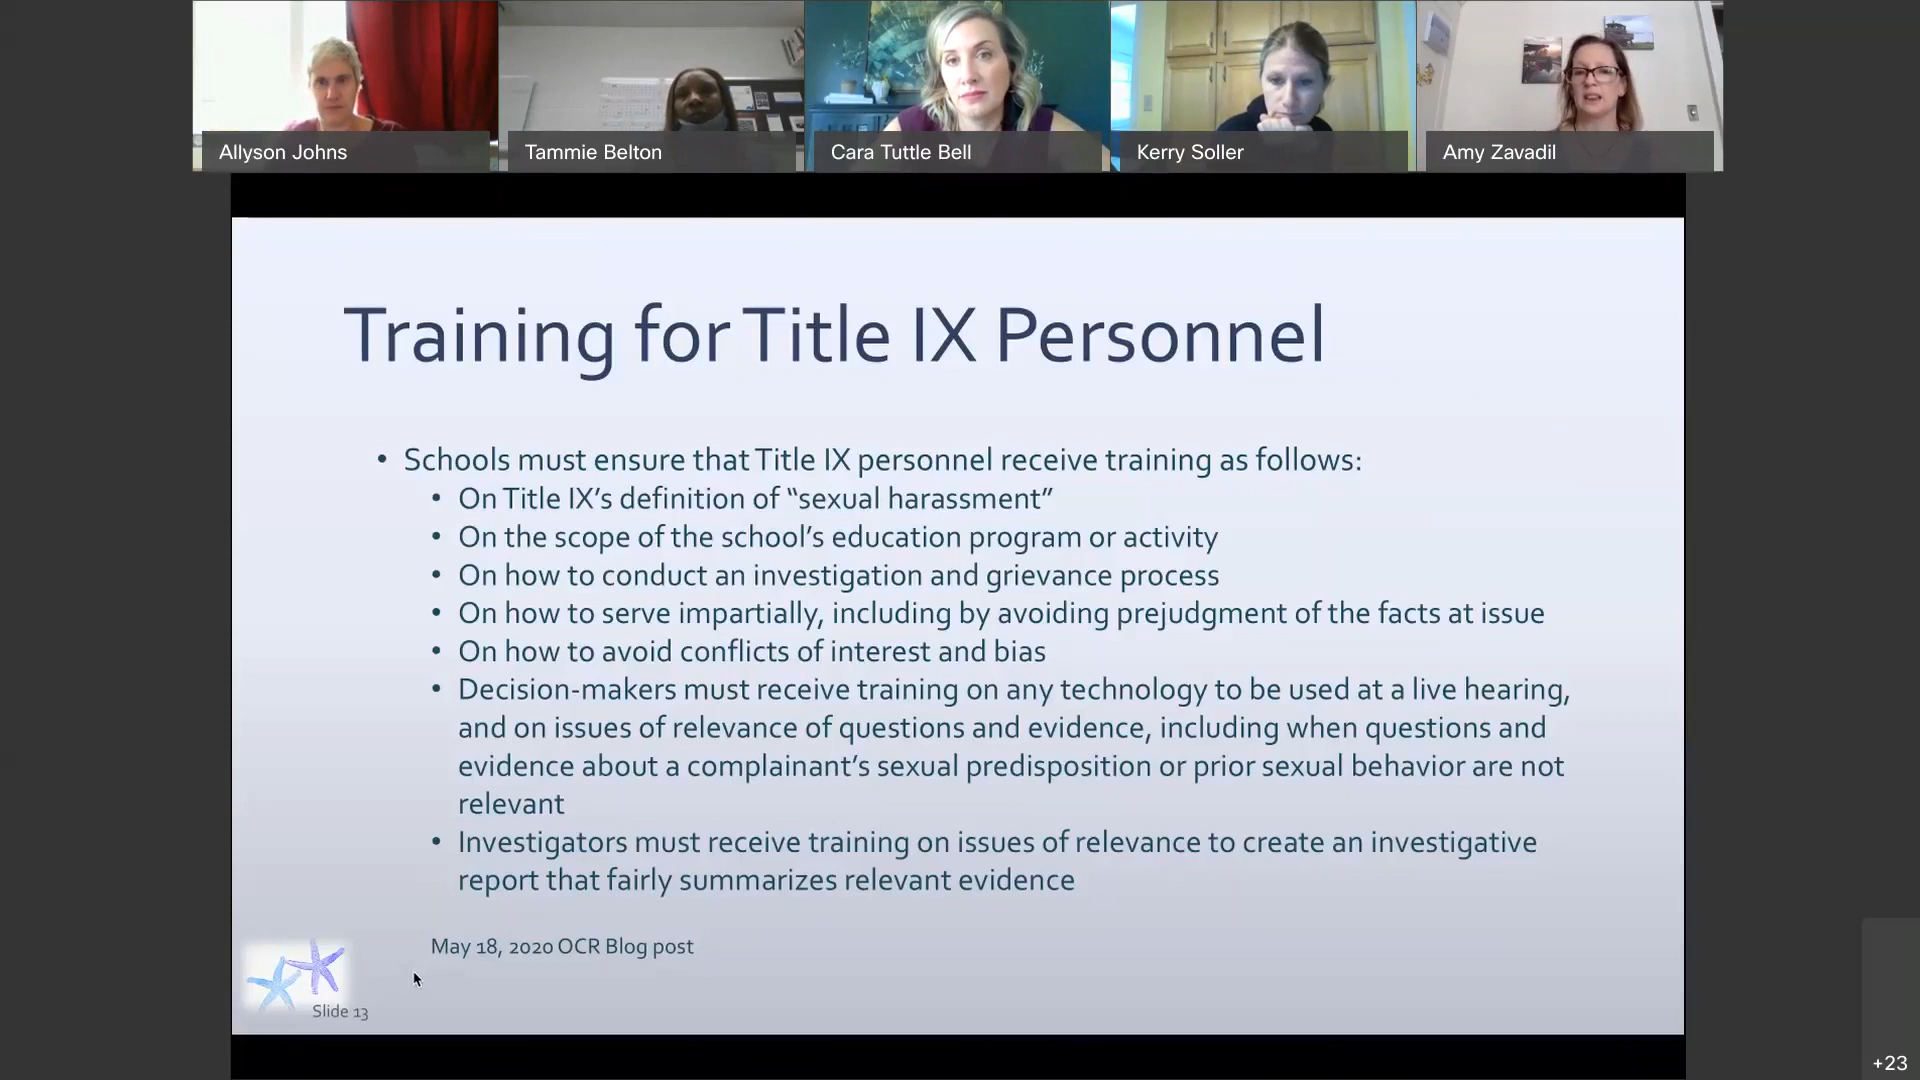 Allyson Johns
Tammie Belton
Cara Tuttle Bell
Kerry Soller
Amy Zavadil
Training for Title IX Personnel
• Schools must ensure that Title IX personnel receive training as follows:
• On Title IX’s definition of “sexual harassment”
• On the scope of the school’s education program or activity
• On how to conduct an investigation and grievance process
• On how to serve impartially, including by avoiding prejudgment of the facts at issue
• On how to avoid conflicts of interest and bias
• Decision-makers must receive training on any technology to be used at a live hearing,
and on issues of relevance of questions and evidence, including when questions and
evidence about a complainant’s sexual predisposition or prior sexual behavior are not
relevant
• Investigators must receive training on issues of relevance to create an investigative
report that fairly summarizes relevant evidence
May 18, 2020 OCR Blog post
Slide 13
+23